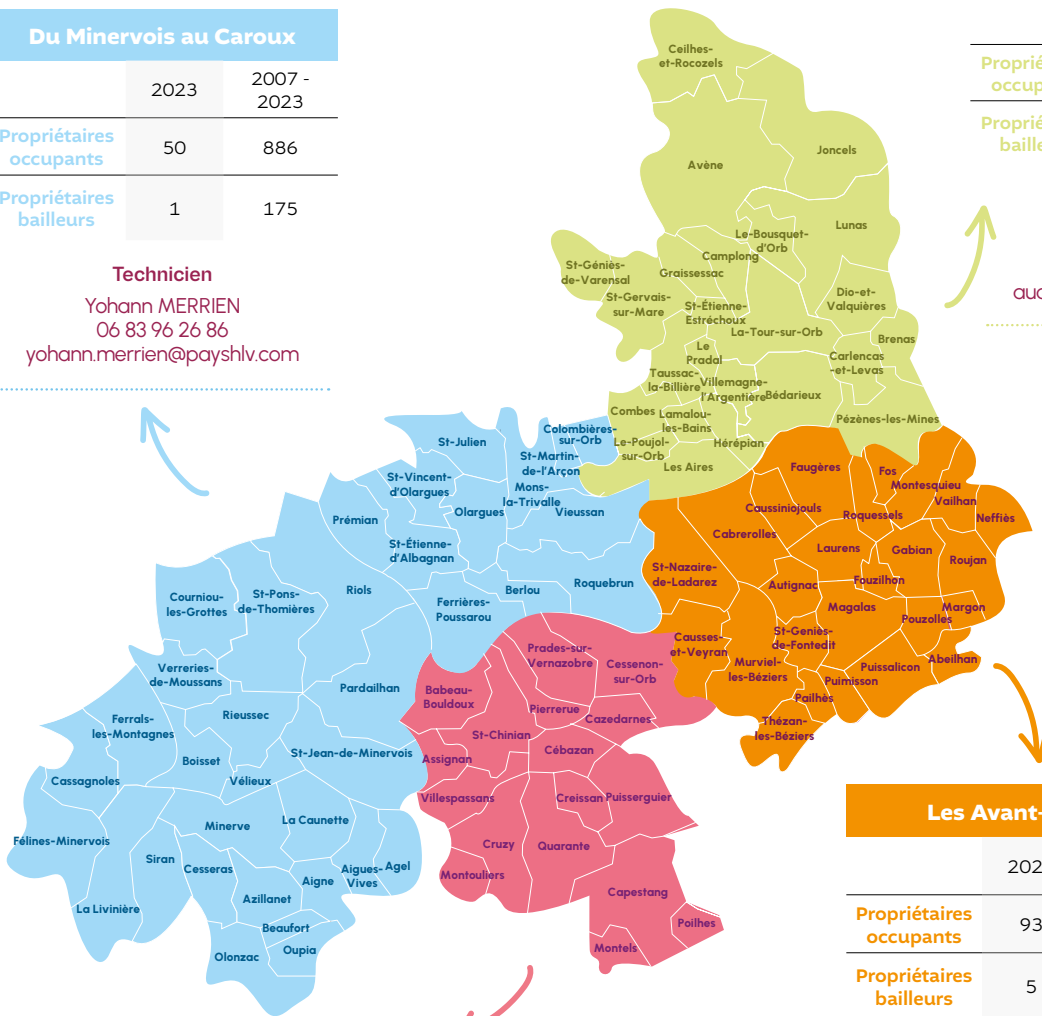 Du Minervois au Caroux
2023
2007 -
2023
Propriétaires
occupants
50
886
Propriétaires
bailleurs
1
175
Technicien
Yohann MERRIEN
06 83 96 26 86
yohann.merrien@payshlv.com
Ceilhes-
et-Rocozels
Avène
Joncels
Lunas
Le-Bousquet-
d'Orb
Camplong
Graissessac
St-Géniès-
de-Varensal
St-Gervais-
sur-Mare
St-Étienne-
Estréchoux
Dio-et-
Valquières
La-Tour-sur-Orb
Brenas
Le
Pradal
Carlencas
-et-Levas
Taussac-
la-Billière
Villemagne-
l'Argentière
Bédarieux
Combes
Lamalou-
les-Bains
Pézènes-les-Mines
Le-Poujol-
sur-Orb
Hérépian
Les Aires
St-Julien
Colombières-
sur-Orb
St-Martin-
de-l'Arçon
St-Vincent-
d'Olargues
Mons-
la-Trivalle
Olargues
Vieussan
Prémian
St-Étienne-
d'Albagnan
Riols
Roquebrun
Berlou
Ferrières-
Poussarou
Courniou-
les-Grottes
St-Pons-
de-Thomières
Verreries-
de-Moussans
Pardailhan
Rieussec
Ferrals-
les-Montagnes
St-Jean-de-Minervois
Boisset
Vélieux
Cassagnoles
Minerve
La Caunette
Félines-Minervois
Siran
Cesseras
Aigues-
Vives
Agel
Aigne
Azillanet
La Livinière
Beaufort
Oupia
Olonzac
Faugères
Fos
Montesquieu
Vailhan
Neffiès
Caussiniojouls
Roquessels
Cabrerolles
Laurens
Gabian
Roujan
St-Nazaire-
de-Ladarez
Autignac
Fouzilhon
Magalas
Margon
Pouzolles
Causses-
et-Veyran
St-Geniès-
de-Fontedit
Murviel-
les-Béziers
Puissalicon
Abeilhan
Puimisson
Pailhès
Thézan-
les-Béziers
Prades-sur-
Vernazobre
Cessenon-
sur-Orb
Babeau-
Bouldoux
Pierrerue
Cazedarnes
St-Chinian
Cébazan
Assignan
Villespassans
Creissan
Puisserguier
Cruzy
Quarante
Montouliers
Capestang
Poilhes
Montels
Proprié
occup
Proprié
baille
auc
Les Avant-
202
Propriétaires
occupants
93
Propriétaires
bailleurs
5